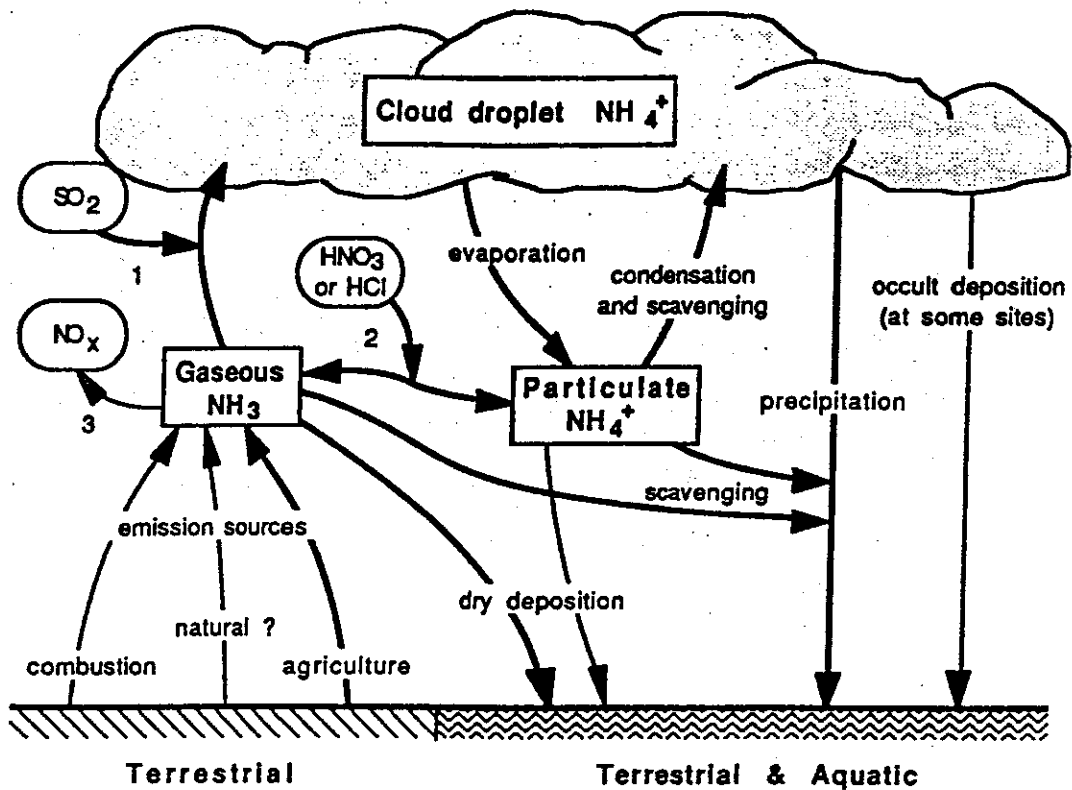 Cloud droplet NH₄⁺
SO₂
1
HNO₃
or HCl
evaporation
condensation
and scavenging
occult deposition
(at some sites)
2
NOₓ
3
Gaseous
NH₃
Particulate
NH₄⁺
precipitation
scavenging
emission sources
dry deposition
natural ?
combustion
agriculture
Terrestrial
Terrestrial & Aquatic